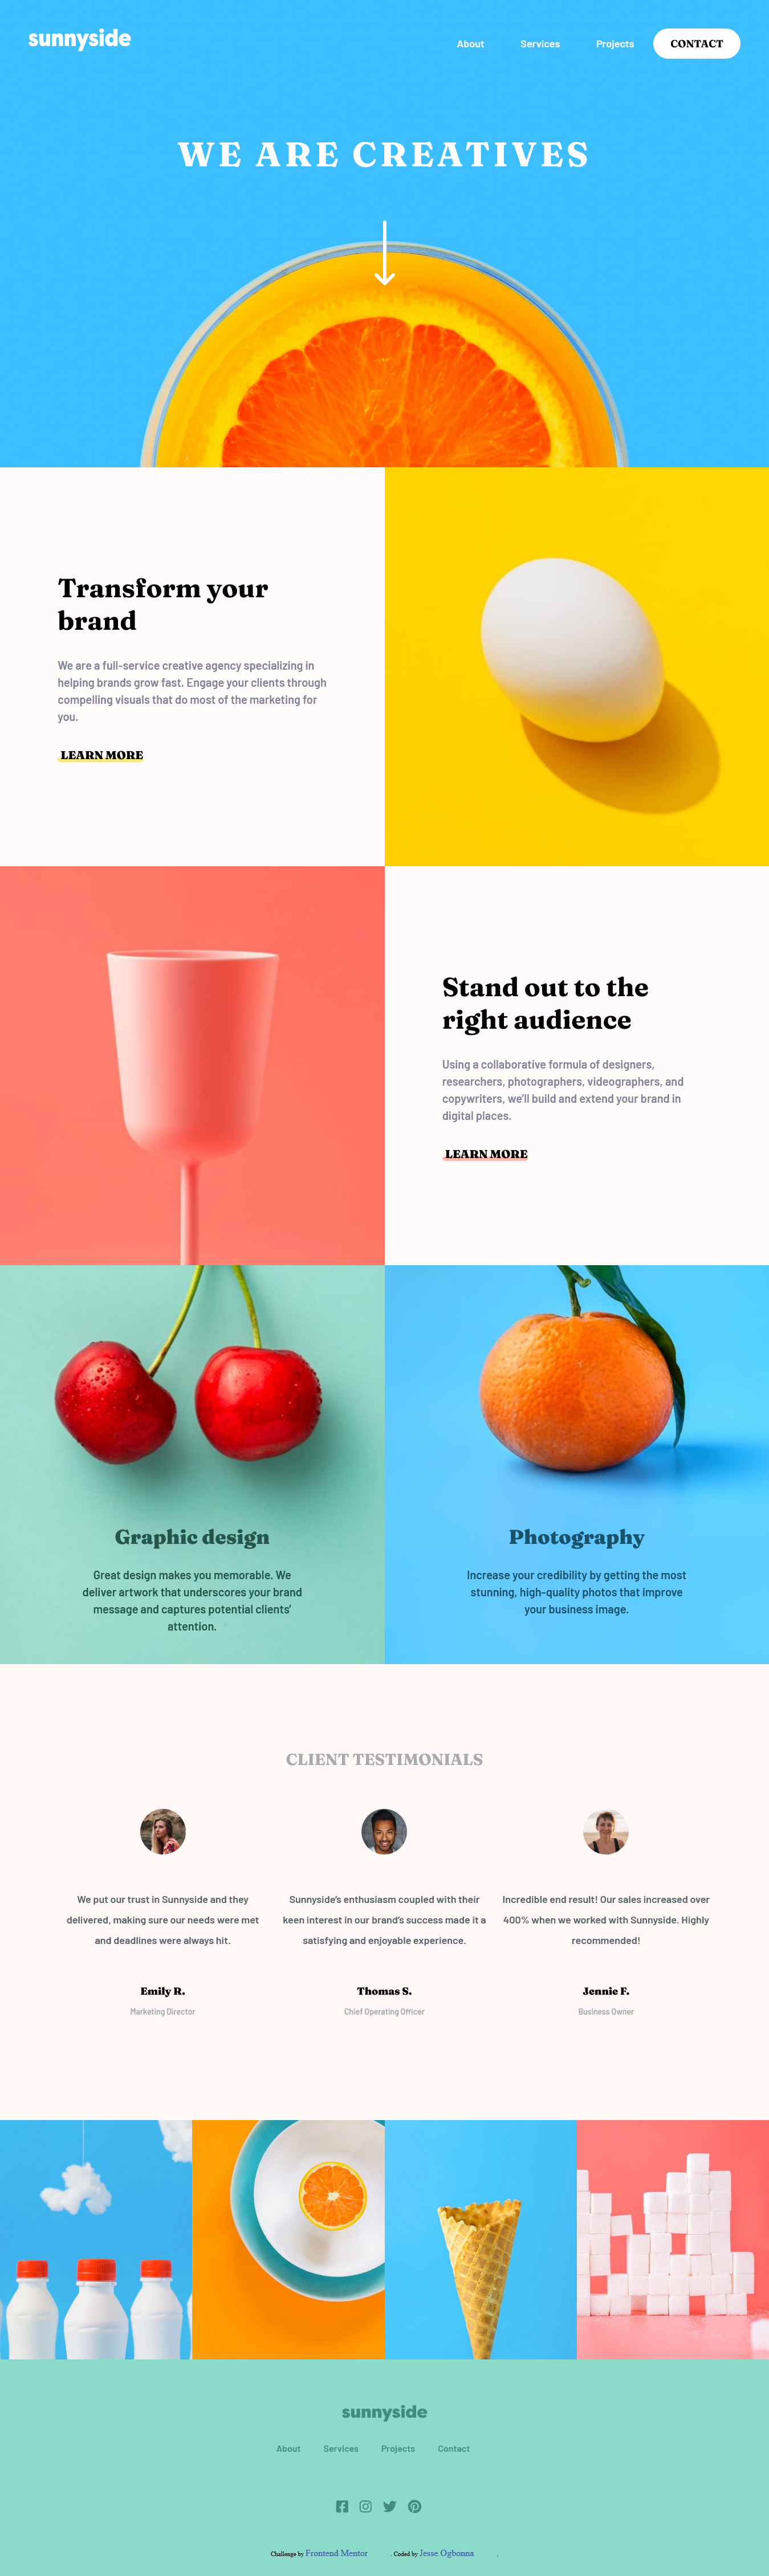 sunnyside
About Services Projects CONTACT
WE ARE CREATIVES
Transform your
brand
We are a full-service creative agency specializing in
helping brands grow fast. Engage your clients through
compelling visuals that do most of the marketing for
you.
LEARN MORE
Stand out to the
right audience
Using a collaborative formula of designers,
researchers, photographers, videographers, and
copywriters, we’ll build and extend your brand in
digital places.
LEARN MORE
Graphic design
Great design makes you memorable. We
deliver artwork that underscores your brand
message and captures potential clients’
attention.
Photography
Increase your credibility by getting the most
stunning, high-quality photos that improve
your business image.
CLIENT TESTIMONIALS
We put our trust in Sunnyside and they
delivered, making sure our needs were met
and deadlines were always hit.
Emily R.
Marketing Director
Sunnyside’s enthusiasm coupled with their
keen interest in our brand’s success made it a
satisfying and enjoyable experience.
Thomas S.
Chief Operating Officer
Incredible end result! Our sales increased over
400% when we worked with Sunnyside. Highly
recommended!
Jennie F.
Business Owner
sunnyside
About Services Projects Contact
Challenge by Frontend Mentor . Coded by Jesse Ogbonna .